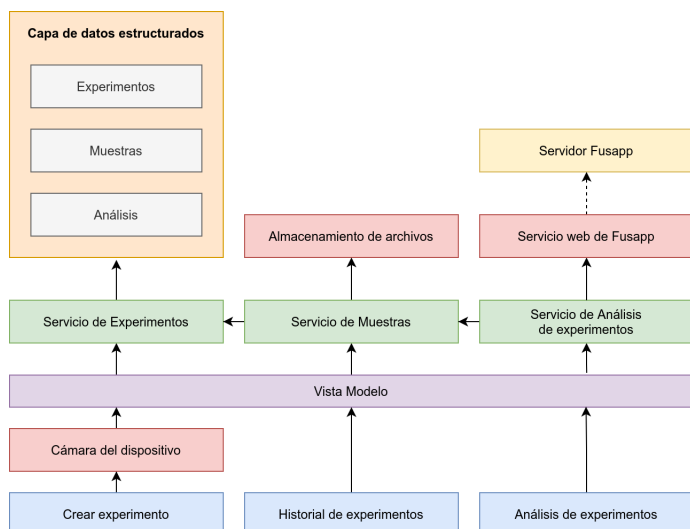 Capa de datos estructurados
Experimentos
Muestras
Análisis
Servidor Fusapp
Almacenamiento de archivos
Servicio web de Fusapp
Servicio de Experimentos
Servicio de Muestras
Servicio de Análisis
de experimentos
Vista Modelo
Cámara del dispositivo
Crear experimento
Historial de experimentos
Análisis de experimentos